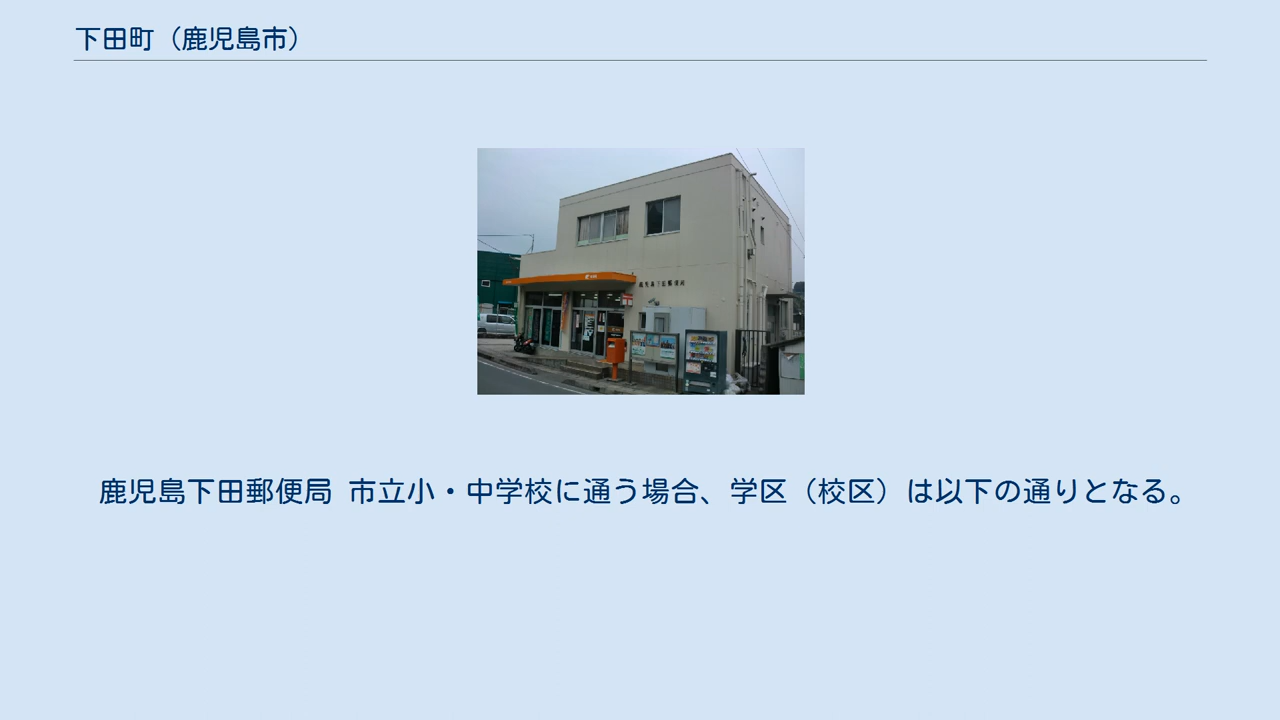 下田町（鹿児島市）
鹿児島下田郵便局 市立小・中学校に通う場合、学区（校区）は以下の通りとなる。